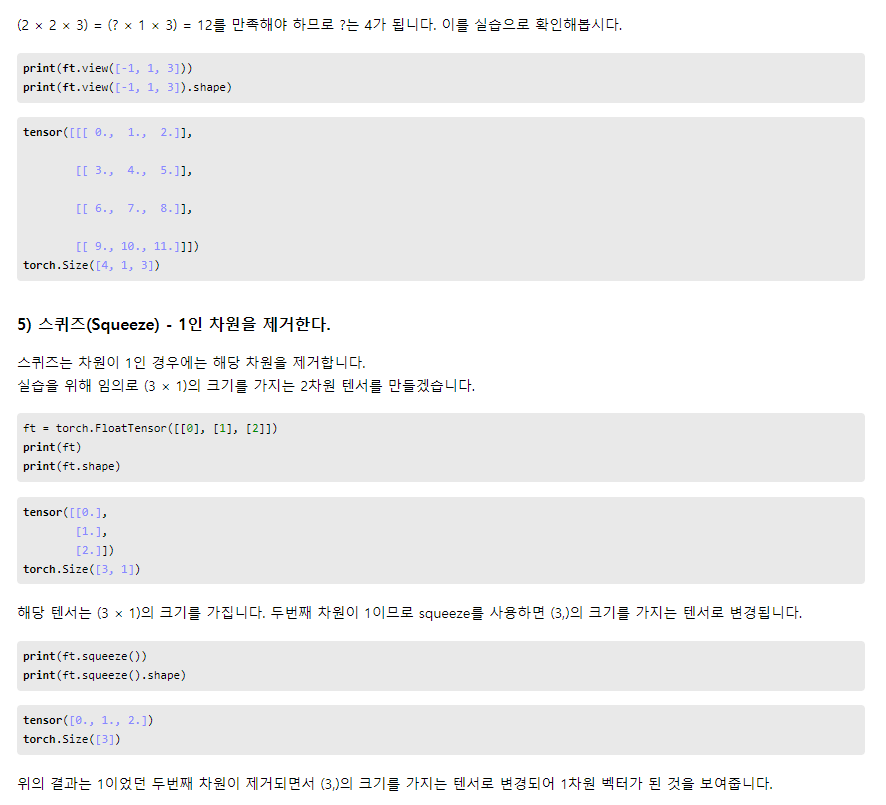 (2 × 2 × 3) = (? × 1 × 3) = 12를 만족해야 하므로 ?는 4가 됩니다. 이를 실습으로 확인해봅시다.
print(ft.view([-1, 1, 3]))
print(ft.view([-1, 1, 3]).shape)
tensor([[[ 0.,  1.,  2.]],
        [[ 3.,  4.,  5.]],
        [[ 6.,  7.,  8.]],
        [[ 9., 10., 11.]]])
torch.Size([4, 1, 3])
5) 스퀴즈(Squeeze) - 1인 차원을 제거한다.
스퀴즈는 차원이 1인 경우에는 해당 차원을 제거합니다.
실습을 위해 임의로 (3 × 1)의 크기를 가지는 2차원 텐서를 만들겠습니다.
ft = torch.FloatTensor([[0], [1], [2]])
print(ft)
print(ft.shape)
tensor([[0.],
        [1.],
        [2.]])
torch.Size([3, 1])
해당 텐서는 (3 × 1)의 크기를 가집니다. 두번째 차원이 1이므로 squeeze를 사용하면 (3,)의 크기를 가지는 텐서로 변경됩니다.
print(ft.squeeze())
print(ft.squeeze().shape)
tensor([0., 1., 2.])
torch.Size([3])
위의 결과는 1이었던 두번째 차원이 제거되면서 (3,)의 크기를 가지는 텐서로 변경되어 1차원 벡터가 된 것을 보여줍니다.